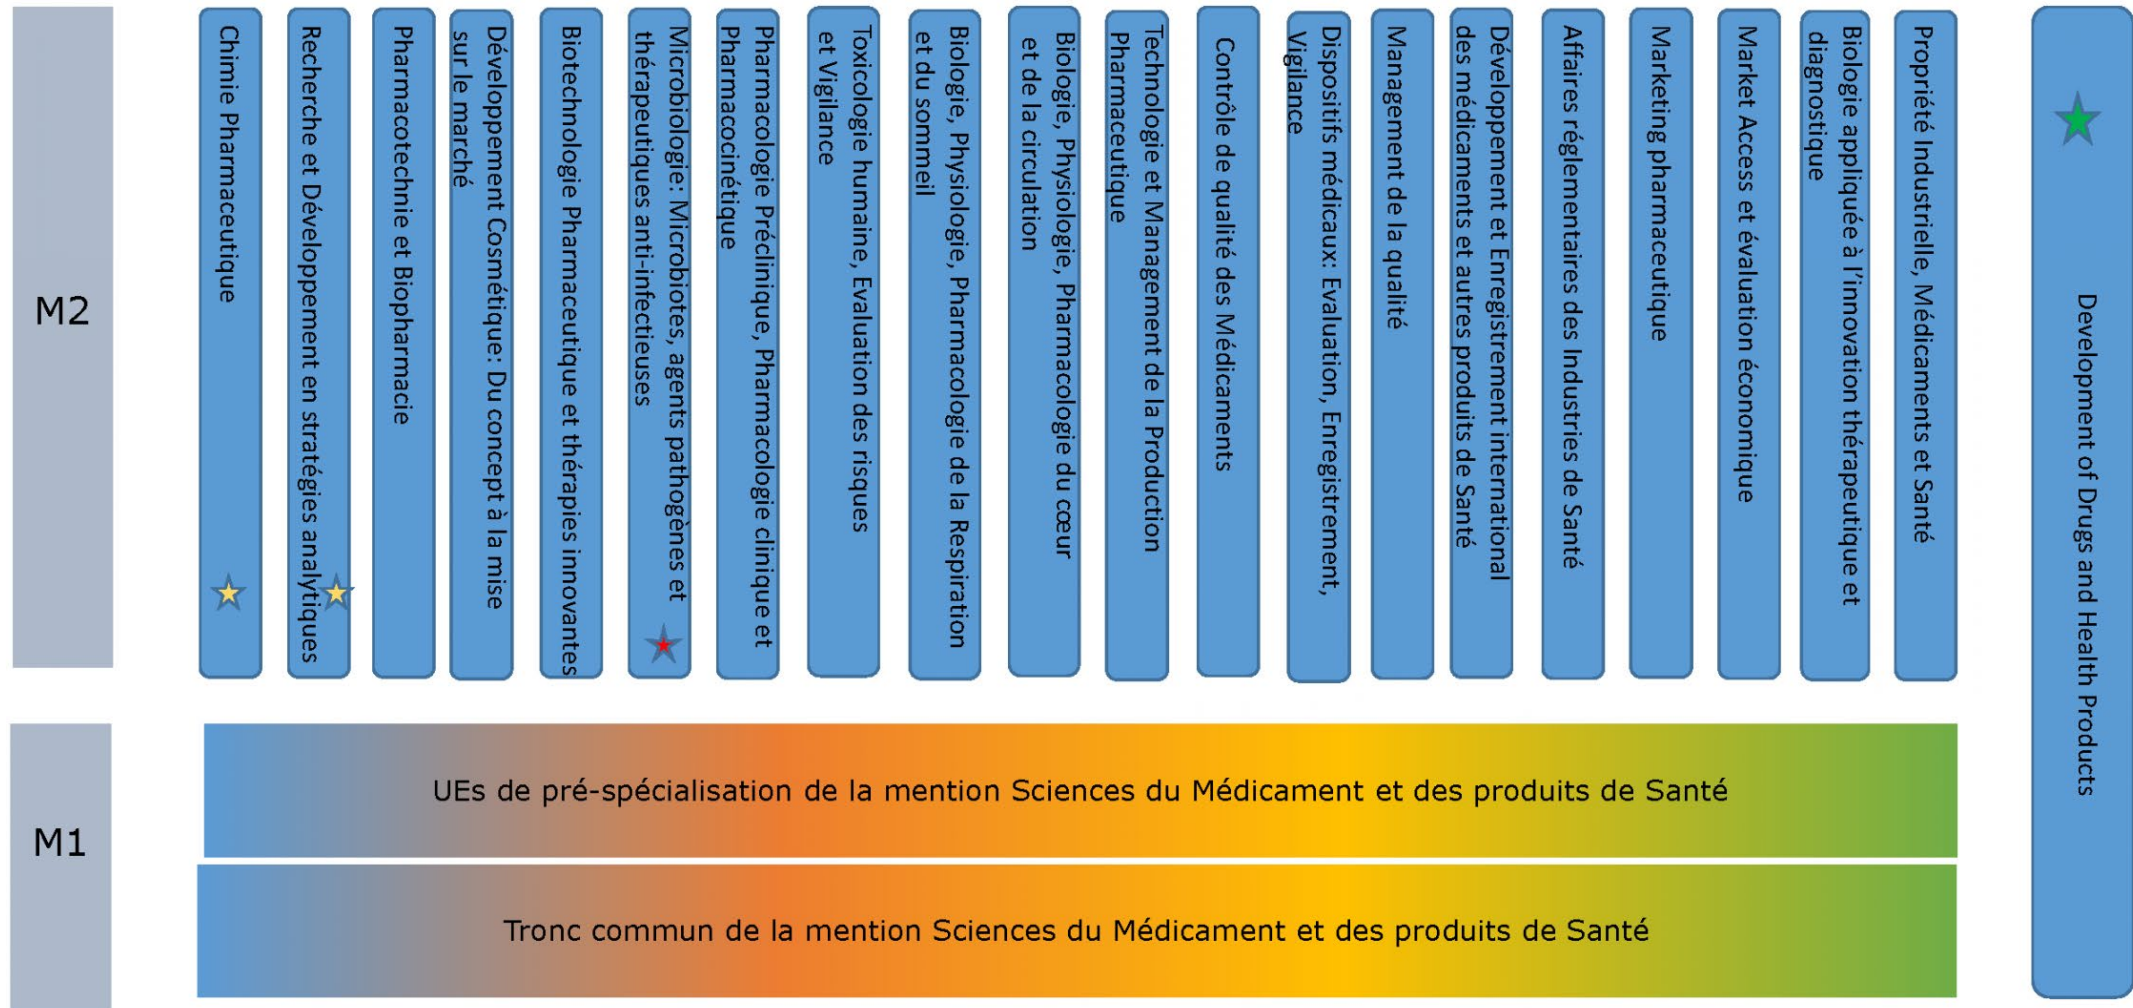 M2
Chimie Pharmaceutique
Recherche et Développement en stratégies analytiques
Pharmacotechnie et Biopharmacie
Développement Cosmétique: Du concept à la mise
sur le marché
Biotechnologie Pharmaceutique et thérapies innovantes
Microbiologie: Microbiotes, agents pathogènes et
thérapeutiques anti-infectieuses
Pharmacologie Préclinique, Pharmacologie clinique et
Pharmacocinétique
Toxicologie humaine, Evaluation des risques
et Vigilance
Biologie, Physiologie, Pharmacologie de la Respiration
et du sommeil
Biologie, Physiologie, Pharmacologie du cœur
et de la circulation
Technologie et Management de la Production
Pharmaceutique
Contrôle de qualité des Médicaments
Dispositifs médicaux: Evaluation, Enregistrement,
Vigilance
Management de la qualité
Développement et Enregistrement international
des médicaments et autres produits de Santé
Affaires réglementaires des Industries de Santé
Marketing pharmaceutique
Market Access et évaluation économique
Biologie appliquée à l'innovation thérapeutique et
diagnostique
Propriété Industrielle, Médicaments et Santé
Development of Drugs and Health Products
M1
UEs de pré-spécialisation de la mention Sciences du Médicament et des produits de Santé
Tronc commun de la mention Sciences du Médicament et des produits de Santé